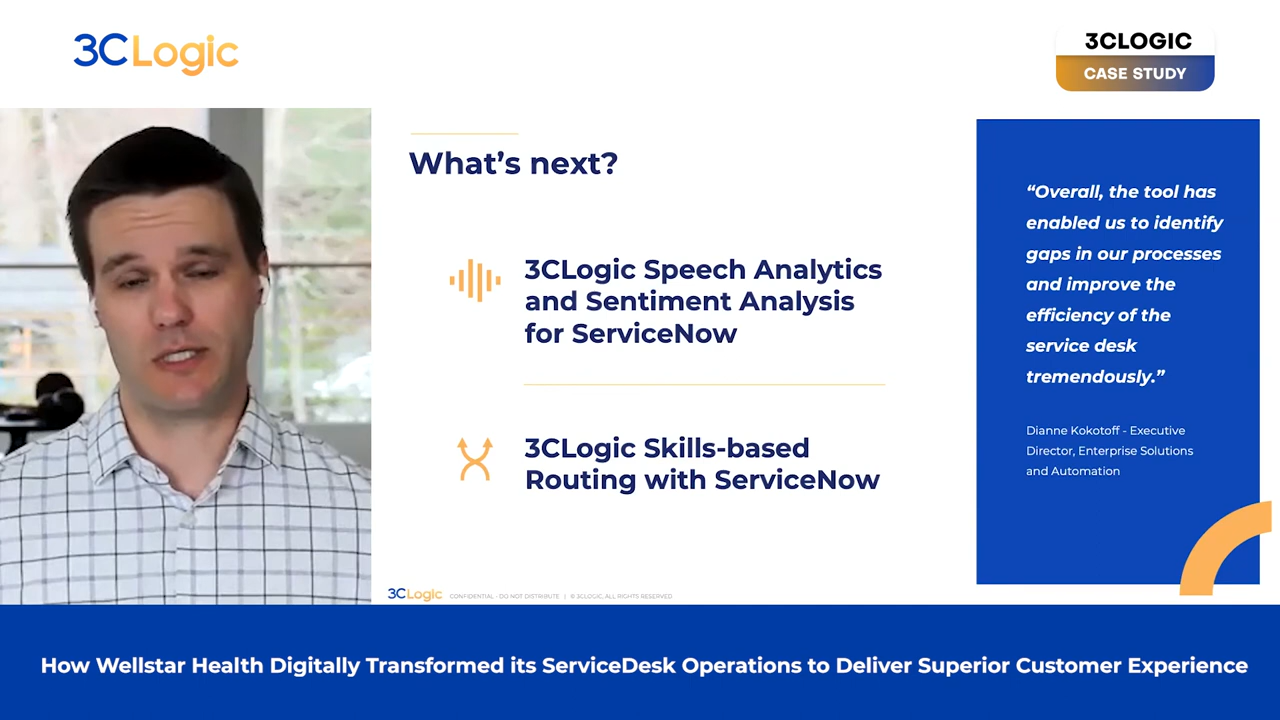 3CLogic
3CLOGIC
CASE STUDY
What’s next?
3CLogic Speech Analytics
and Sentiment Analysis
for ServiceNow
3CLogic Skills-based
Routing with ServiceNow
“Overall, the tool has
enabled us to identify
gaps in our processes
and improve the
efficiency of the
service desk
tremendously.”
Dianne Kokotoff - Executive
Director, Enterprise Solutions
and Automation
3CLogic CONFIDENTIAL - DO NOT DISTRIBUTE | © 3CLOGIC, ALL RIGHTS RESERVED
How Wellstar Health Digitally Transformed its ServiceDesk Operations to Deliver Superior Customer Experience